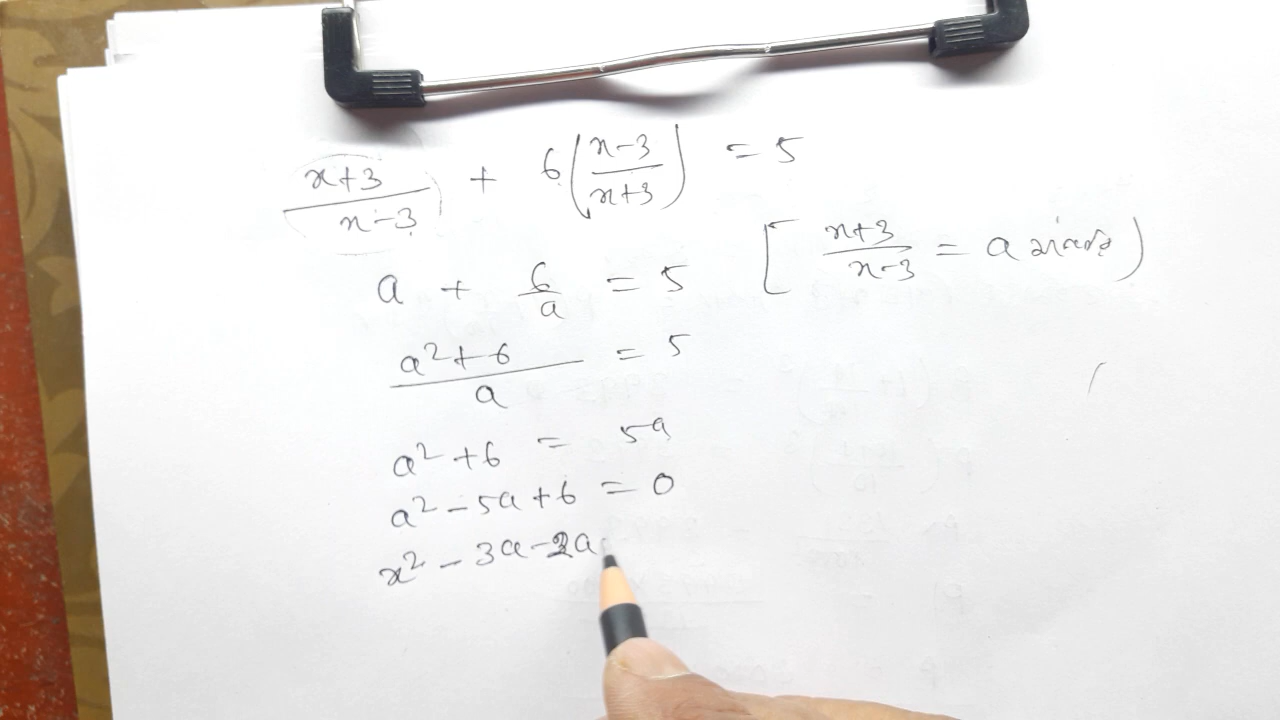 x+3/x-3 + 6(x-3/x+3) = 5
a + 6/a = 5 [x+3/x-3 = a
a²+6/a = 5
a²+6 = 5a
a²-5a+6 = 0
x²-3a-2a